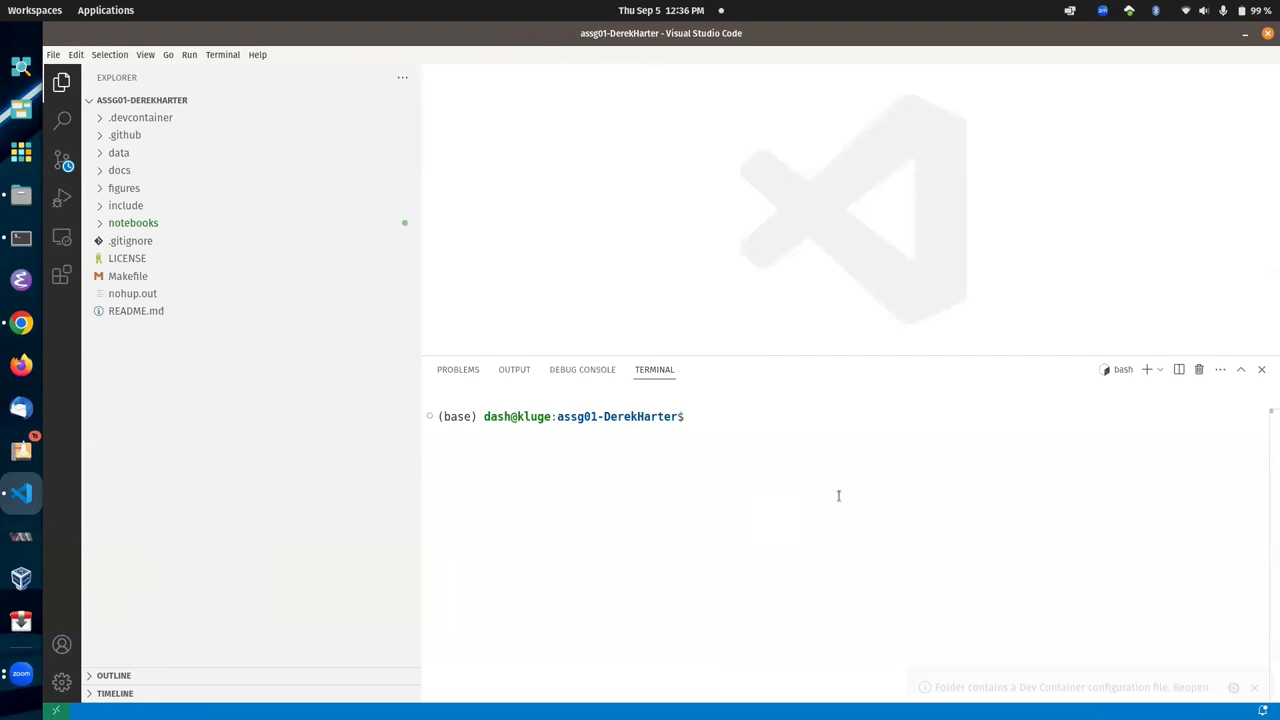 Workspaces Applications Thu Sep 5 12:36 PM 99 %
assg01-DerekHarter - Visual Studio Code
File Edit Selection View Go Run Terminal Help
EXPLORER
ASSG01-DEREKHARTER
.devcontainer
.github
data
docs
figures
include
notebooks
.gitignore
LICENSE
Makefile
nohup.out
README.md
OUTLINE
TIMELINE
PROBLEMS OUTPUT DEBUG CONSOLE TERMINAL bash
(base) dash@kluge:assg01-DerekHarter$
Folder contains a Dev Container configuration file. Reopen
16
zoom
zm